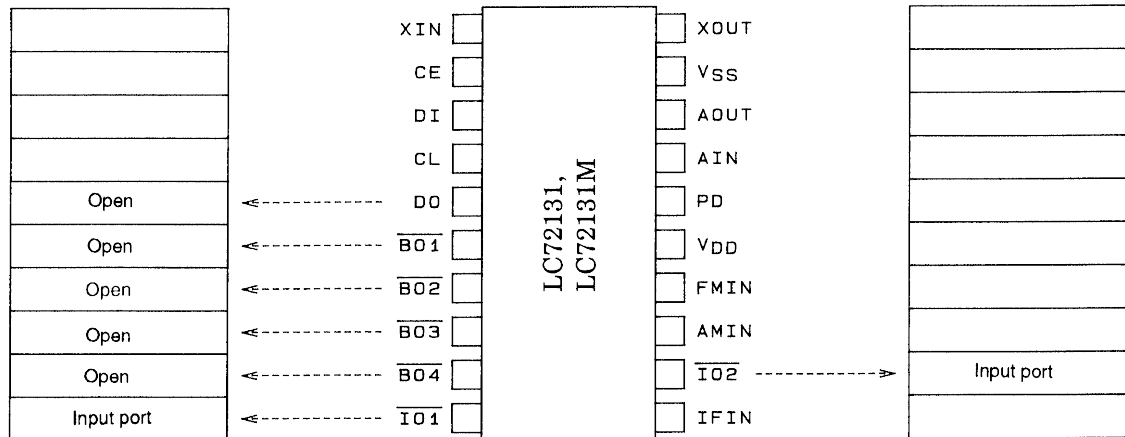 XIN XOUT
CE VSS
DI AOUT
CL AIN
Open DO PD
Open BO1 VDD
Open BO2 FMIN
Open BO3 AMIN
Open BO4 IO2 Input port
Input port IO1 IFIN
LC72131,
LC72131M